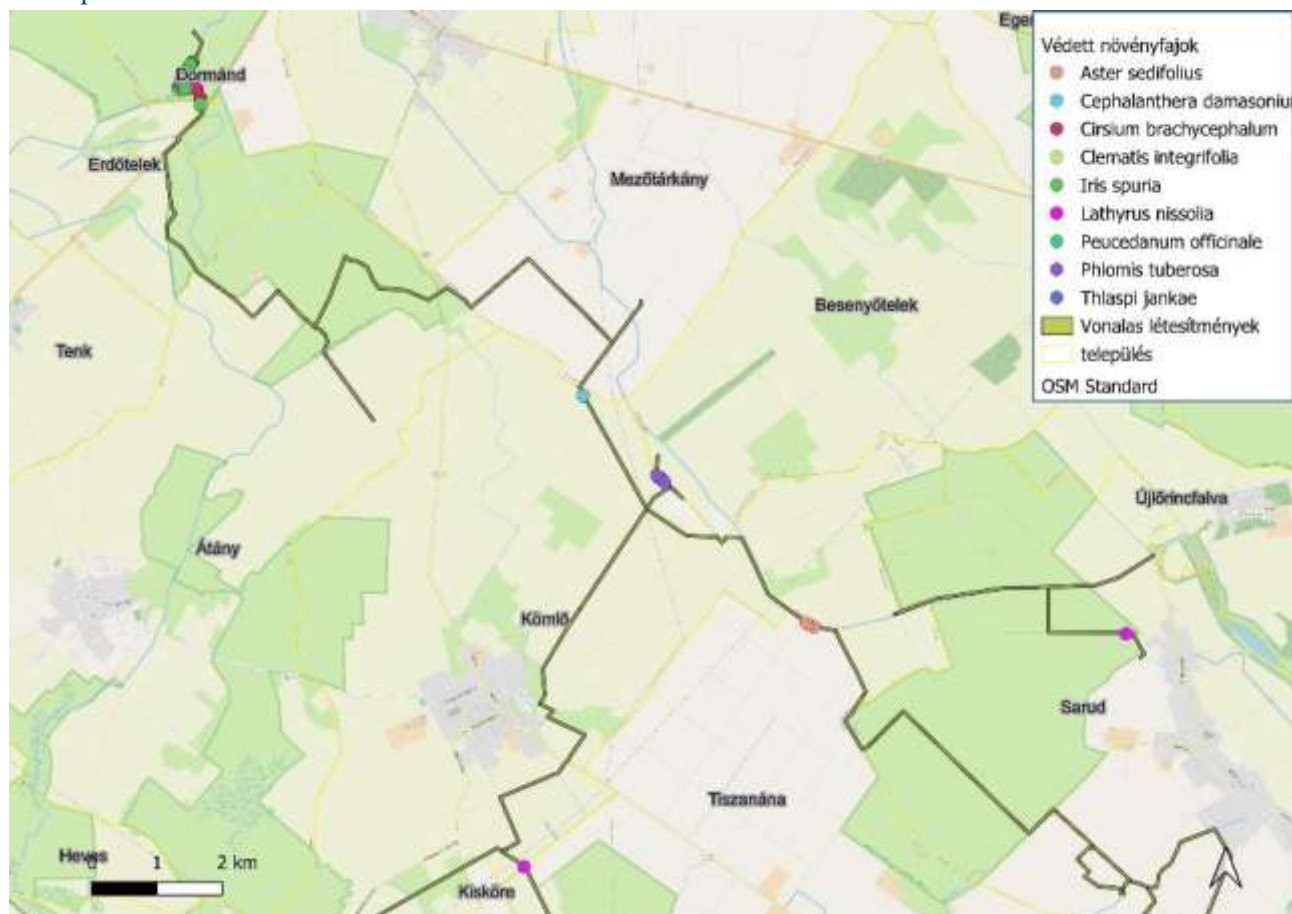 Eger
Dormánd
Erdőtelek
Mezőtárkány
Besenyőtelek
Tenk
Átány
Újlőrincfalva
Kömlő
Sarud
Tiszanána
Heves
Kisköre
0 1 2 km
Védett növényfajok
Aster sedifolius
Cephalanthera damasoniu
Cirsium brachycephalum
Clematis integrifolia
Iris spuria
Lathyrus nissolia
Peucedanum officinale
Phlomis tuberosa
Thlaspi jankae
Vonalas létesítmények
település
OSM Standard